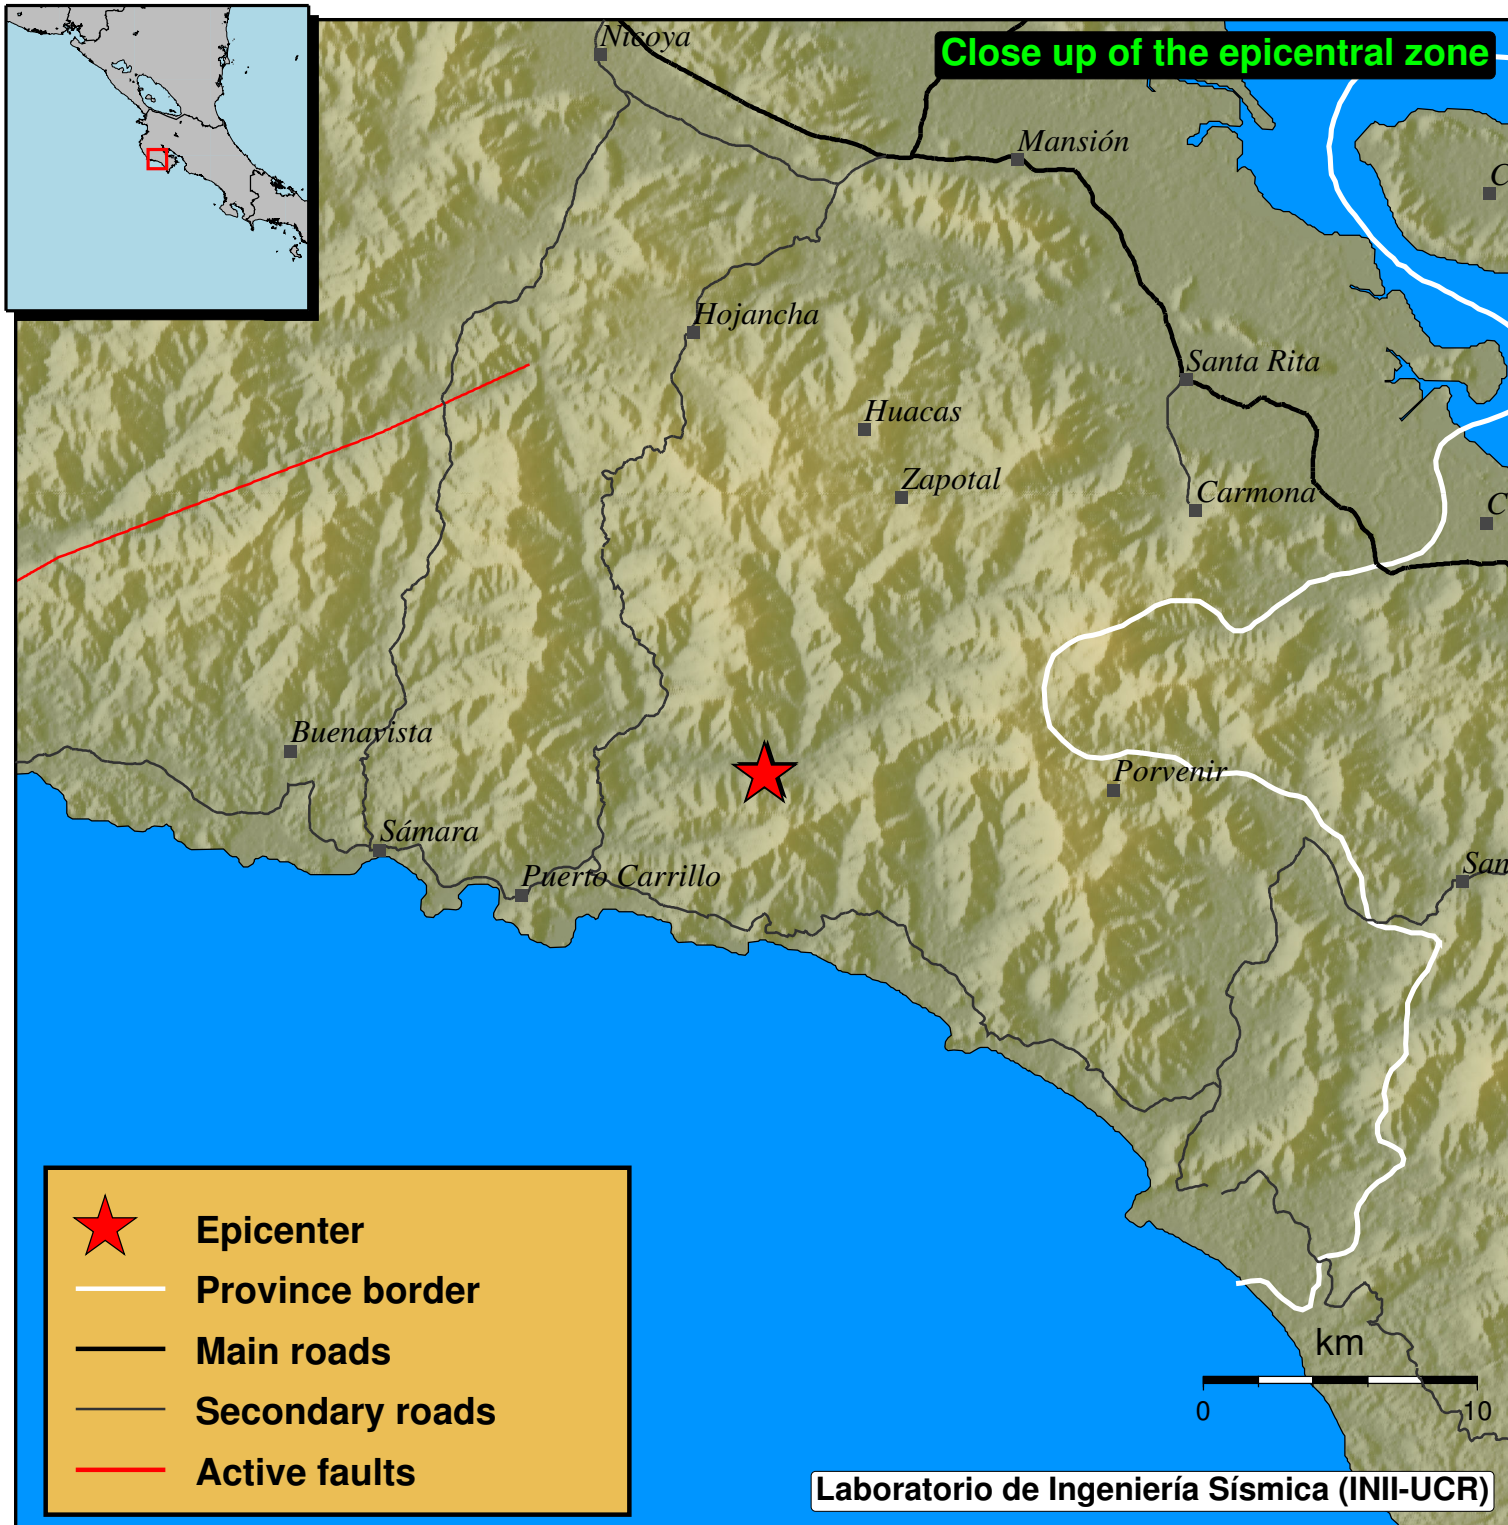 Nicoya
Close up of the epicentral zone
Mansión
C
Hojancha
Santa Rita
Huacas
Zapotal
Carmona
C
Buenavista
Porvenir
Sámara
San
Puerto Carrillo
Epicenter
Province border
Main roads
Secondary roads
Active faults
km
0 10
Laboratorio de Ingeniería Sísmica (INII-UCR)